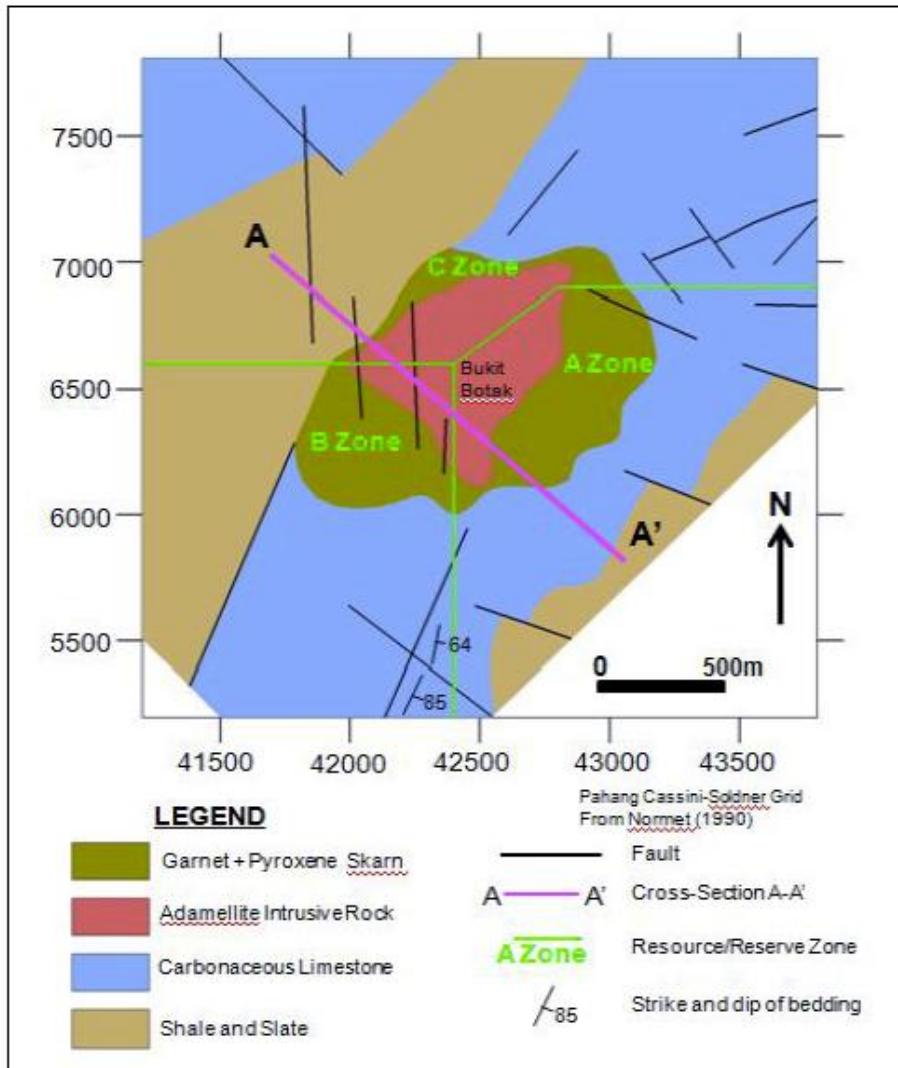 7500
7000
6500
6000
5500
A
C Zone
Bukit
Botak
A Zone
B Zone
N
A'
64
85
0 500m
41500 42000 42500 43000 43500
Pahang Cassini-Soldner Grid
From Normet (1990)
LEGEND
Garnet + Pyroxene Skarn
Adamellite Intrusive Rock
Carbonaceous Limestone
Shale and Slate
Fault
A A' Cross-Section A-A'
A Zone Resource/Reserve Zone
85 Strike and dip of bedding